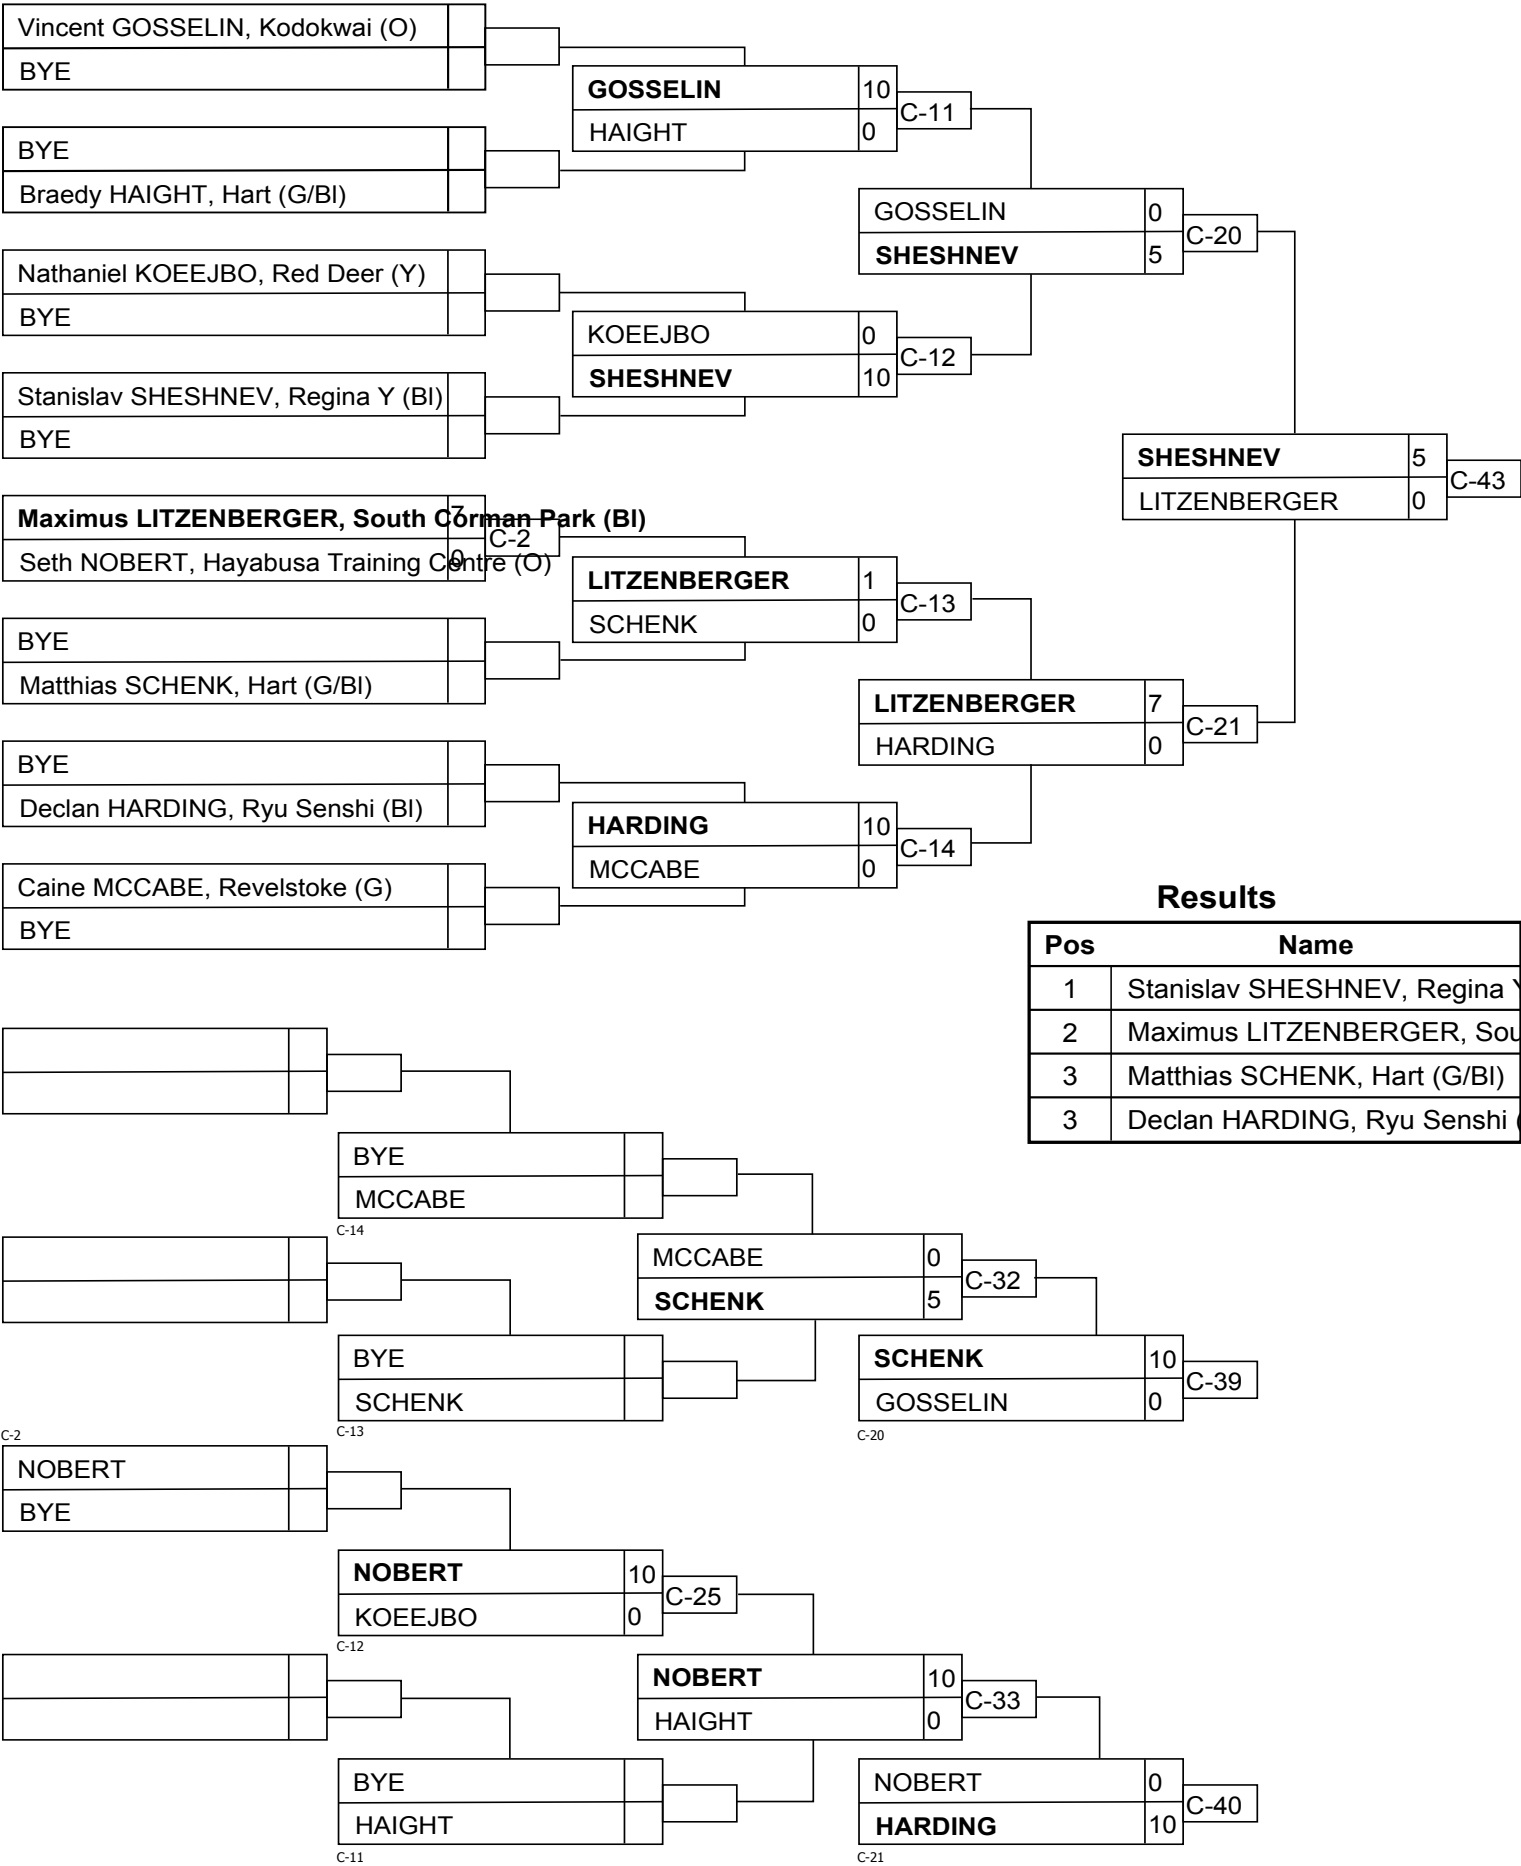 Vincent GOSSELIN, Kodokwai (O)
BYE
BYE
Braedy HAIGHT, Hart (G/Bl)
Nathaniel KOEEJBO, Red Deer (Y)
BYE
Stanislav SHESHNEV, Regina Y (Bl)
BYE
Maximus LITZENBERGER, South Corman Park (Bl) 7
Seth NOBERT, Hayabusa Training Centre (O) 0
C-2
BYE
Matthias SCHENK, Hart (G/Bl)
BYE
Declan HARDING, Ryu Senshi (Bl)
Caine MCCABE, Revelstoke (G)
BYE
GOSSELIN 10
HAIGHT 0
C-11
KOEEJBO 0
SHESHNEV 10
C-12
LITZENBERGER 1
SCHENK 0
C-13
HARDING 10
MCCABE 0
C-14
GOSSELIN 0
SHESHNEV 5
C-20
LITZENBERGER 7
HARDING 0
C-21
SHESHNEV 5
LITZENBERGER 0
C-43
Results
Pos Name
1 Stanislav SHESHNEV, Regina
2 Maximus LITZENBERGER, Sou
3 Matthias SCHENK, Hart (G/Bl)
3 Declan HARDING, Ryu Senshi (
BYE
MCCABE
C-14
BYE
SCHENK
C-13
MCCABE 0
SCHENK 5
C-32
SCHENK 10
GOSSELIN 0
C-39
C-20
C-2
NOBERT
BYE
NOBERT 10
KOEEJBO 0
C-25
C-12
BYE
HAIGHT
C-11
NOBERT 10
HAIGHT 0
C-33
NOBERT 0
HARDING 10
C-40
C-21